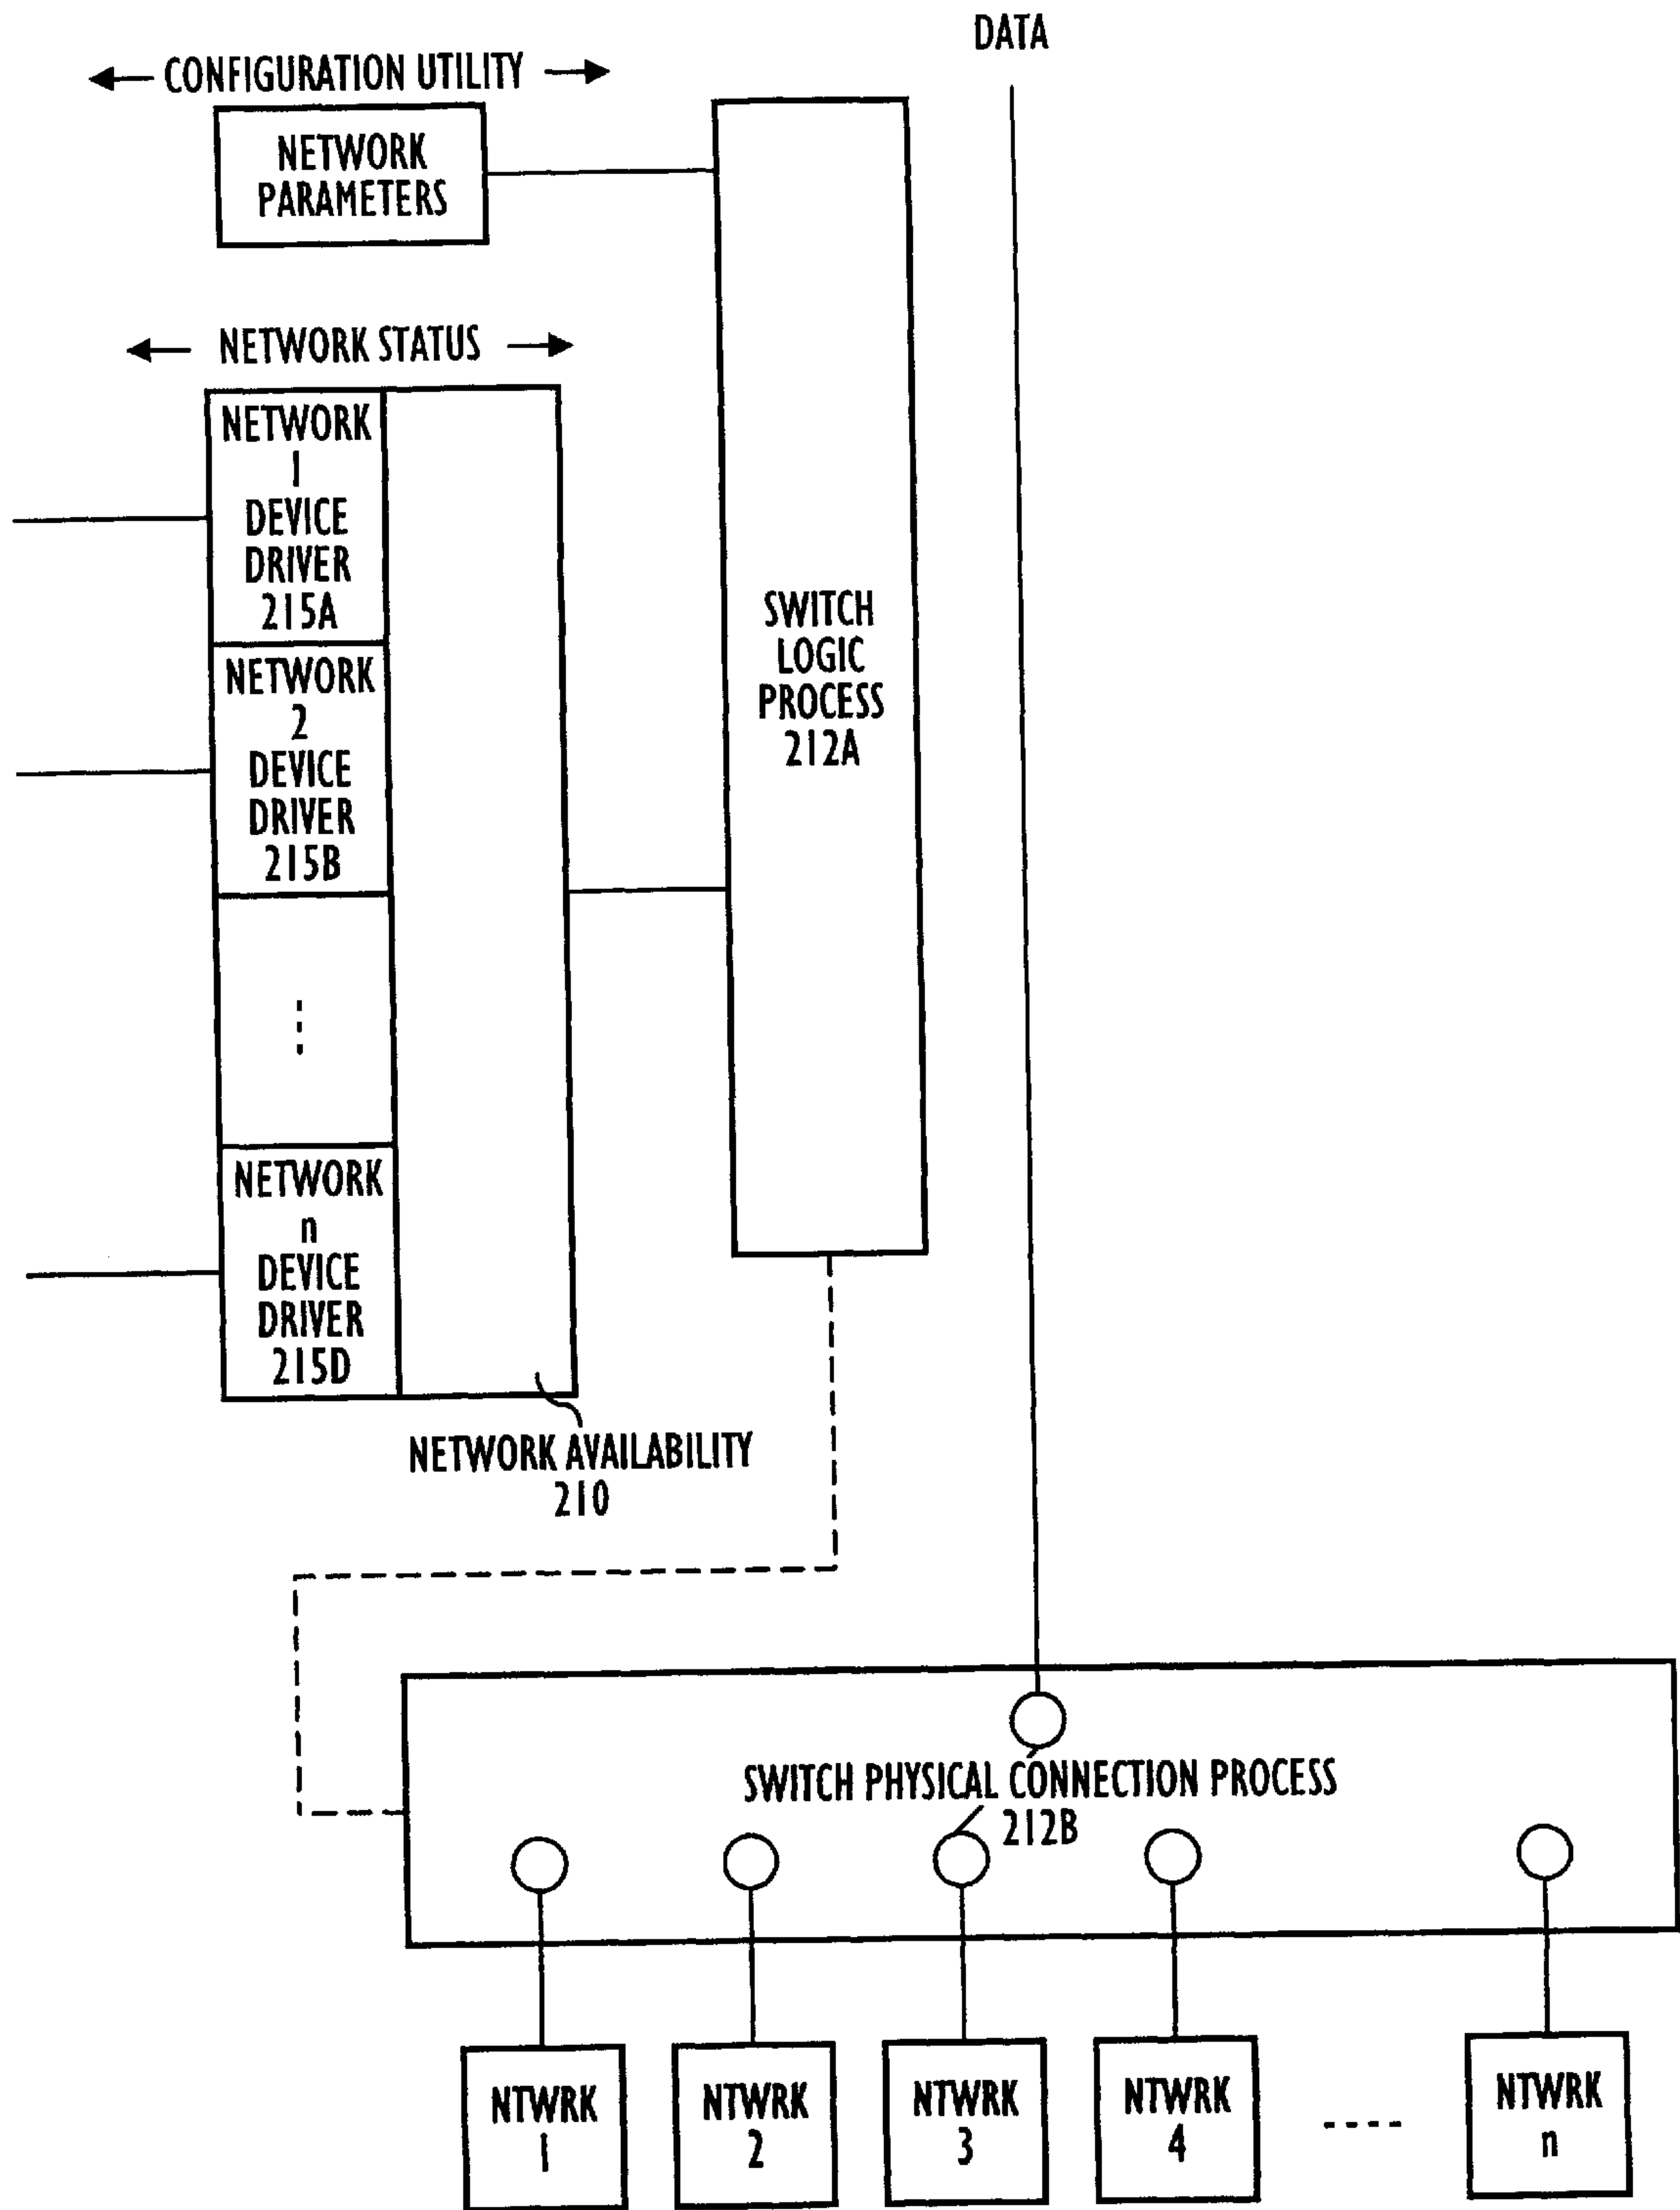 DATA
CONFIGURATION UTILITY
NETWORK
PARAMETERS
NETWORK STATUS
NETWORK
1
DEVICE
DRIVER
215A
NETWORK
2
DEVICE
DRIVER
215B
NETWORK
n
DEVICE
DRIVER
215D
SWITCH
LOGIC
PROCESS
212A
NETWORK AVAILABILITY
210
SWITCH PHYSICAL CONNECTION PROCESS
212B
NTWRK
1
NTWRK
2
NTWRK
3
NTWRK
4
NTWRK
n